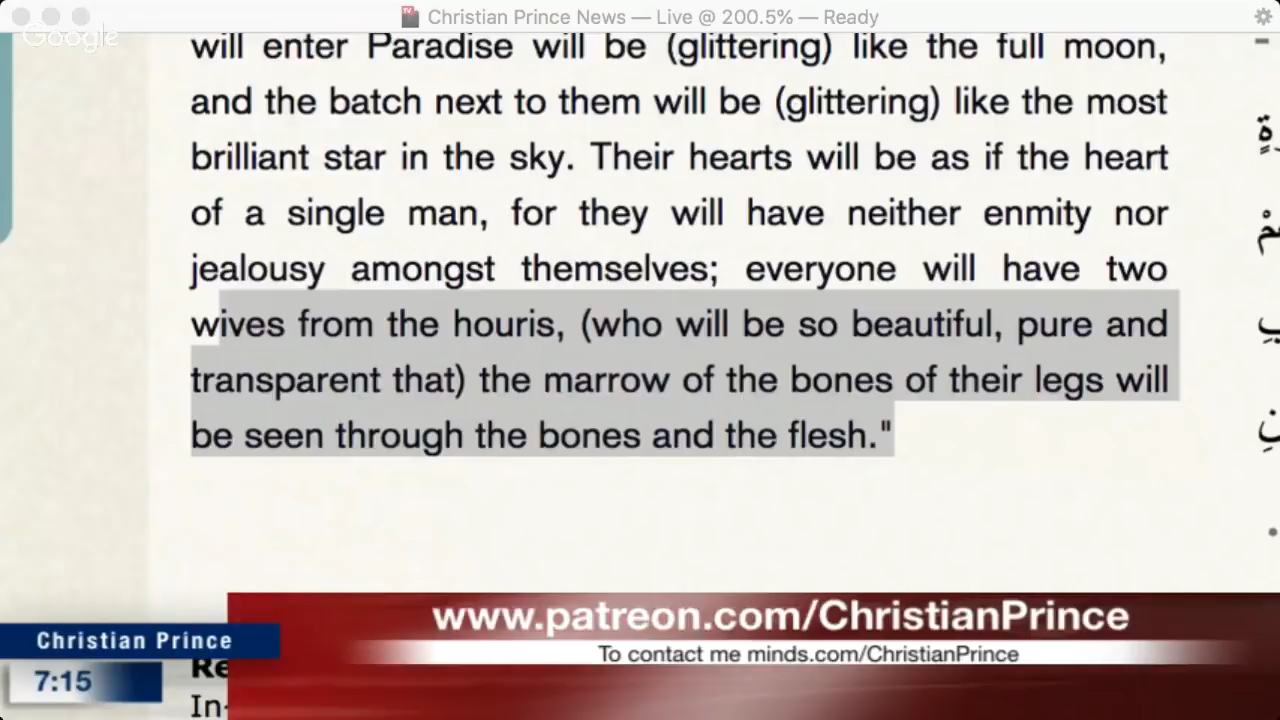 Christian Prince News — Live @ 200.5% — Ready
Google
will enter Paradise will be (glittering) like the full moon,
and the batch next to them will be (glittering) like the most
brilliant star in the sky. Their hearts will be as if the heart
of a single man, for they will have neither enmity nor
jealousy amongst themselves; everyone will have two
wives from the houris, (who will be so beautiful, pure and
transparent that) the marrow of the bones of their legs will
be seen through the bones and the flesh."
www.patreon.com/ChristianPrince
Christian Prince
To contact me minds.com/ChristianPrince
7:15
In-